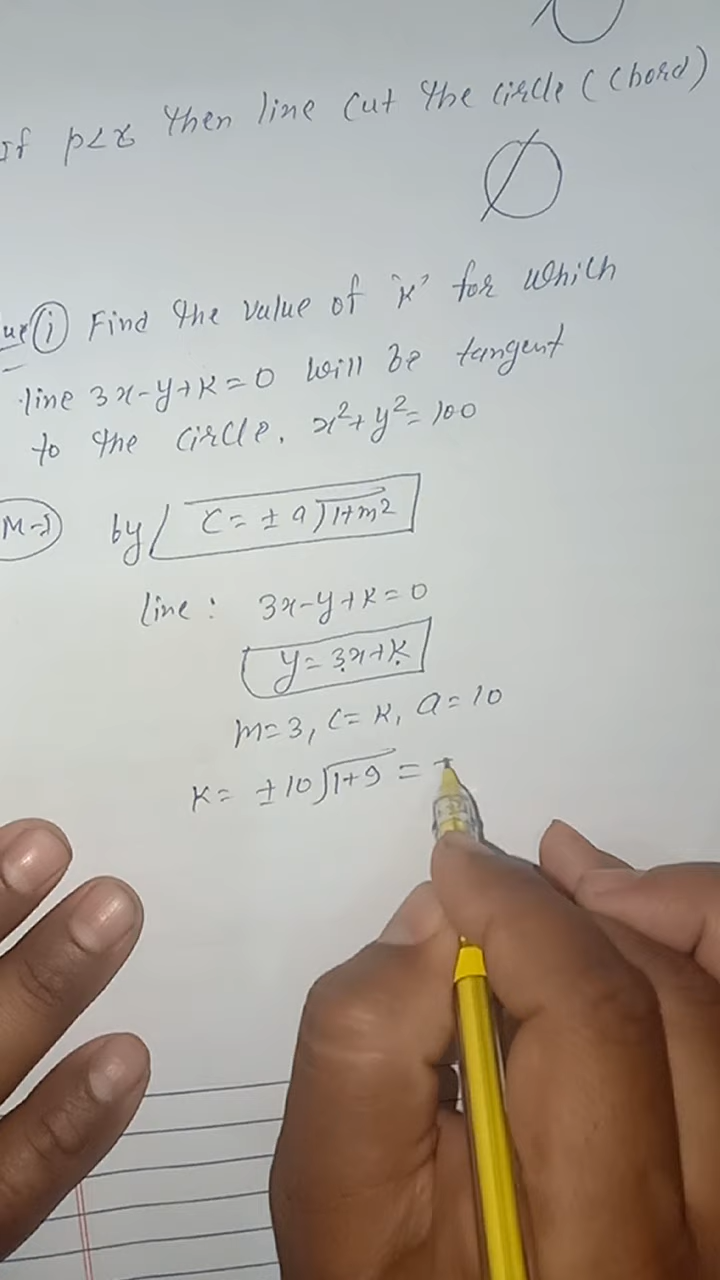 If p<r then line cut the circle (chord)
Que (i) Find the value of 'K' for which
line 3x-y+K=0 will be tangent
to the circle. x²+y²=100
M-I by C = ± a√1+m²
line : 3x-y+K=0
y=3x+K
m=3, C=K, a=10
K= ±10√1+9 =